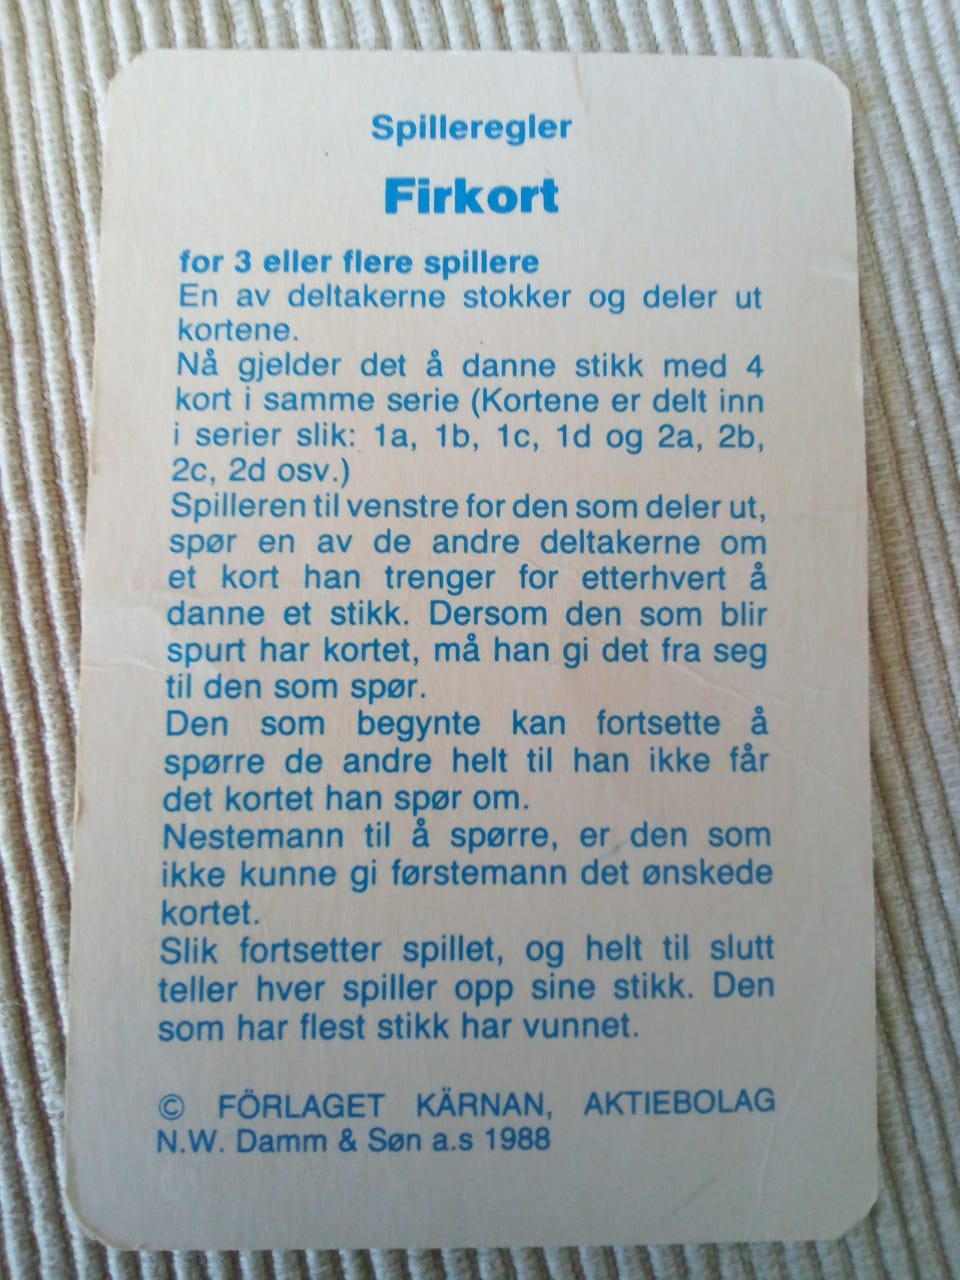 Spilleregler
Firkort
for 3 eller flere spillere
En av deltakerne stokker og deler ut
kortene.
Nå gjelder det å danne stikk med 4
kort i samme serie (Kortene er delt inn
i serier slik: 1a, 1b, 1c, 1d og 2a, 2b,
2c, 2d osv.)
Spilleren til venstre for den som deler ut,
spør en av de andre deltakerne om
et kort han trenger for etterhvert å
danne et stikk. Dersom den som blir
spurt har kortet, må han gi det fra seg
til den som spør.
Den som begynte kan fortsette å
spørre de andre helt til han ikke får
det kortet han spør om.
Nestemann til å spørre, er den som
ikke kunne gi førstemann det ønskede
kortet.
Slik fortsetter spillet, og helt til slutt
teller hver spiller opp sine stikk. Den
som har flest stikk har vunnet.
© FÖRLAGET KÄRNAN, AKTIEBOLAG
N.W. Damm & Søn a.s 1988